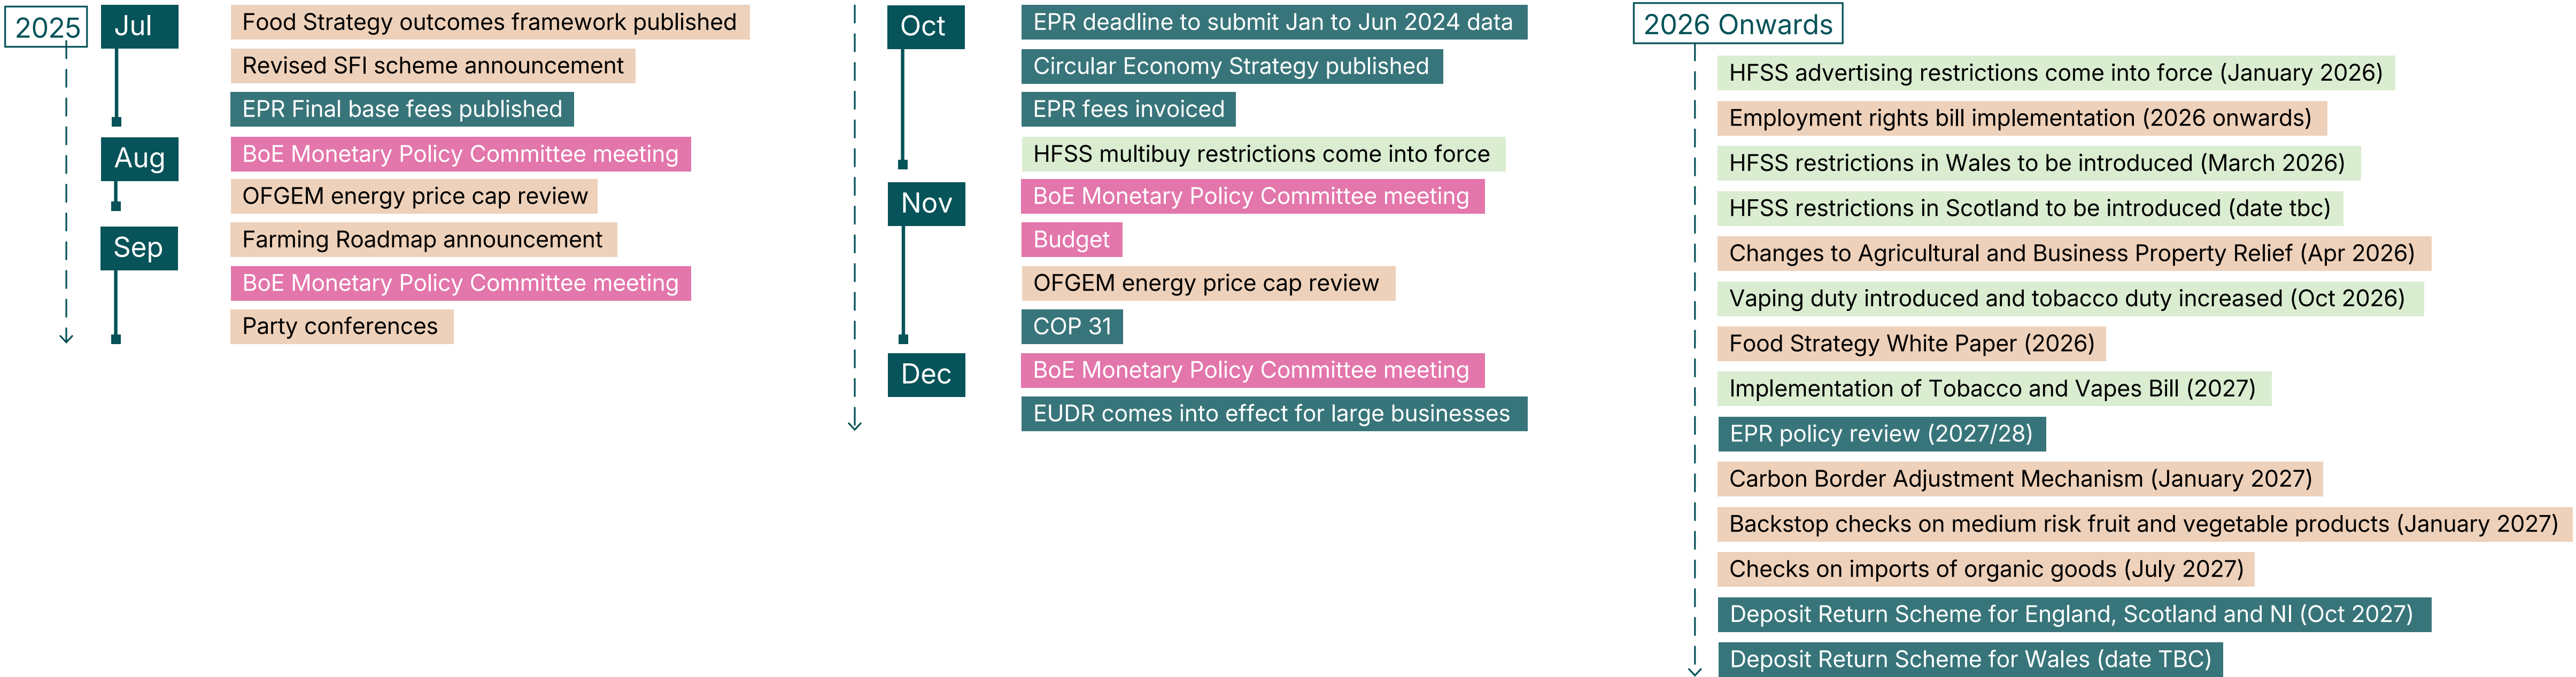 2025
Jul
Food Strategy outcomes framework published
Revised SFI scheme announcement
EPR Final base fees published
Aug
BoE Monetary Policy Committee meeting
OFGEM energy price cap review
Sep
Farming Roadmap announcement
BoE Monetary Policy Committee meeting
Party conferences
Oct
EPR deadline to submit Jan to Jun 2024 data
Circular Economy Strategy published
EPR fees invoiced
HFSS multibuy restrictions come into force
Nov
BoE Monetary Policy Committee meeting
Budget
OFGEM energy price cap review
COP 31
Dec
BoE Monetary Policy Committee meeting
EUDR comes into effect for large businesses
2026 Onwards
HFSS advertising restrictions come into force (January 2026)
Employment rights bill implementation (2026 onwards)
HFSS restrictions in Wales to be introduced (March 2026)
HFSS restrictions in Scotland to be introduced (date tbc)
Changes to Agricultural and Business Property Relief (Apr 2026)
Vaping duty introduced and tobacco duty increased (Oct 2026)
Food Strategy White Paper (2026)
Implementation of Tobacco and Vapes Bill (2027)
EPR policy review (2027/28)
Carbon Border Adjustment Mechanism (January 2027)
Backstop checks on medium risk fruit and vegetable products (January 2027)
Checks on imports of organic goods (July 2027)
Deposit Return Scheme for England, Scotland and NI (Oct 2027)
Deposit Return Scheme for Wales (date TBC)